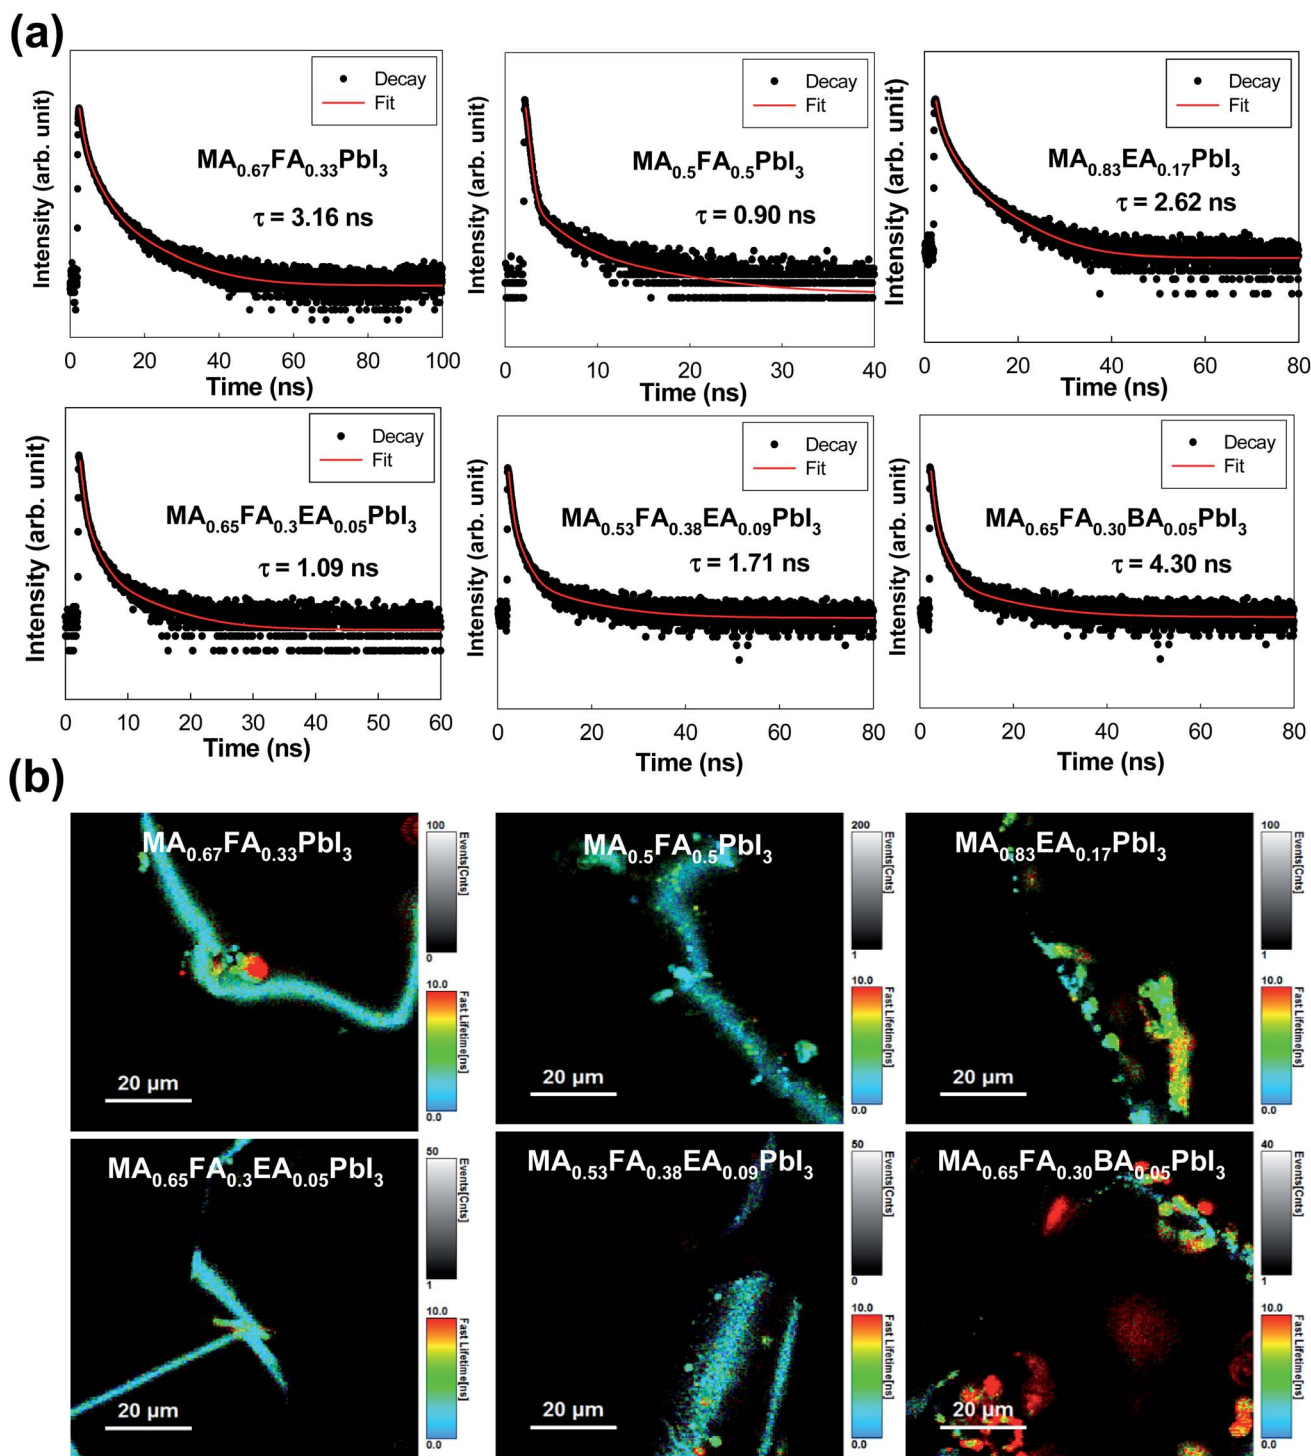 (a)
Decay
Fit
MA0.67FA0.33PbI3
τ = 3.16 ns
Intensity (arb. unit)
0 20 40 60 80 100
Time (ns)
Decay
Fit
MA0.5FA0.5PbI3
τ = 0.90 ns
Intensity (arb. unit)
0 10 20 30 40
Time (ns)
Decay
Fit
MA0.83EA0.17PbI3
τ = 2.62 ns
Intensity (arb. unit)
0 20 40 60 80
Time (ns)
Decay
Fit
MA0.65FA0.3EA0.05PbI3
τ = 1.09 ns
Intensity (arb. unit)
0 10 20 30 40 50 60
Time (ns)
Decay
Fit
MA0.53FA0.38EA0.09PbI3
τ = 1.71 ns
Intensity (arb. unit)
0 20 40 60 80
Time (ns)
Decay
Fit
MA0.65FA0.30BA0.05PbI3
τ = 4.30 ns
Intensity (arb. unit)
0 20 40 60 80
Time (ns)
(b)
MA0.67FA0.33PbI3
20 μm
100
Events[Cnts]
0
10.0
Fast Lifetime[ns]
0.0
MA0.5FA0.5PbI3
20 μm
200
Events[Cnts]
1
10.0
Fast Lifetime[ns]
0.0
MA0.83EA0.17PbI3
20 μm
100
Events[Cnts]
1
10.0
Fast Lifetime[ns]
0.0
MA0.65FA0.3EA0.05PbI3
20 μm
50
Events[Cnts]
1
10.0
Fast Lifetime[ns]
0.0
MA0.53FA0.38EA0.09PbI3
20 μm
50
Events[Cnts]
0
10.0
Fast Lifetime[ns]
0.0
MA0.65FA0.30BA0.05PbI3
20 μm
40
Events[Cnts]
1
10.0
Fast Lifetime[ns]
0.0